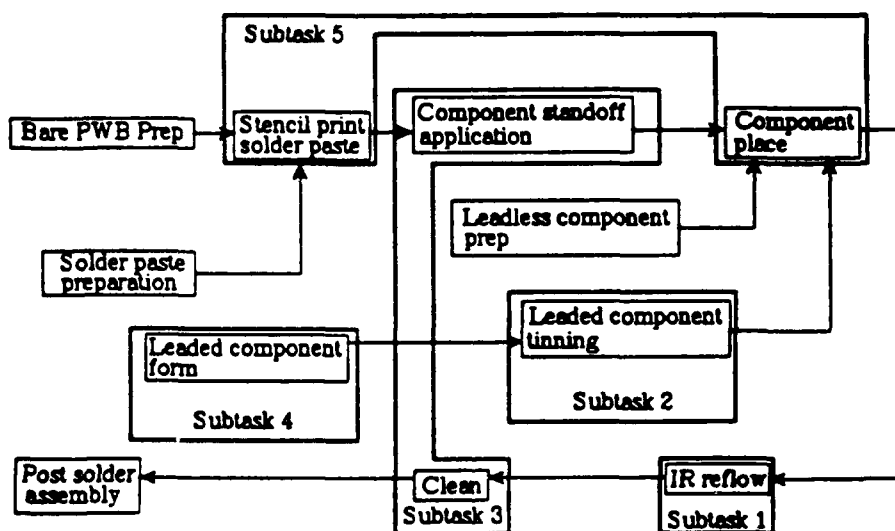 Subtask 5
Bare PWB Prep
Stencil print
solder paste
Component standoff
application
Component
place
Leadless component
prep
Solder paste
preparation
Leaded component
form
Subtask 4
Leaded component
tinning
Subtask 2
Post solder
assembly
Clean
Subtask 3
IR reflow
Subtask 1